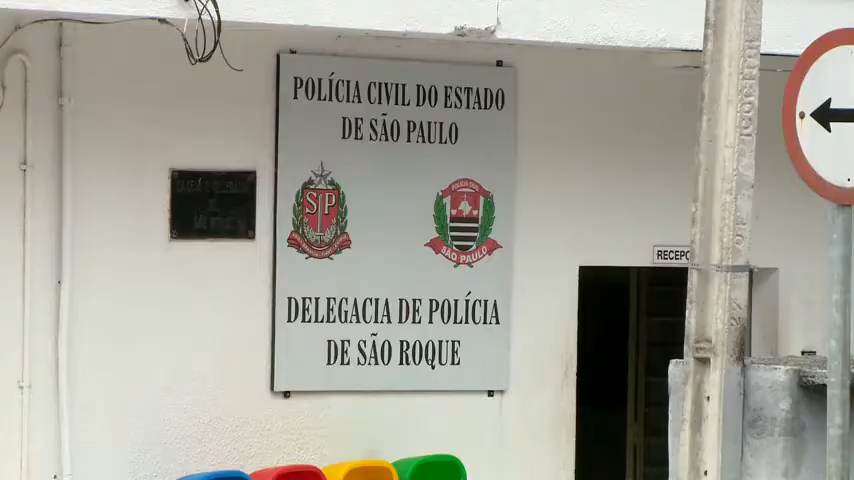 POLÍCIA CIVIL DO ESTADO
DE SÃO PAULO
SP
POLÍCIA CIVIL
SÃO PAULO
DELEGACIA DE POLÍCIA
DE SÃO ROQUE
RECEPÇ